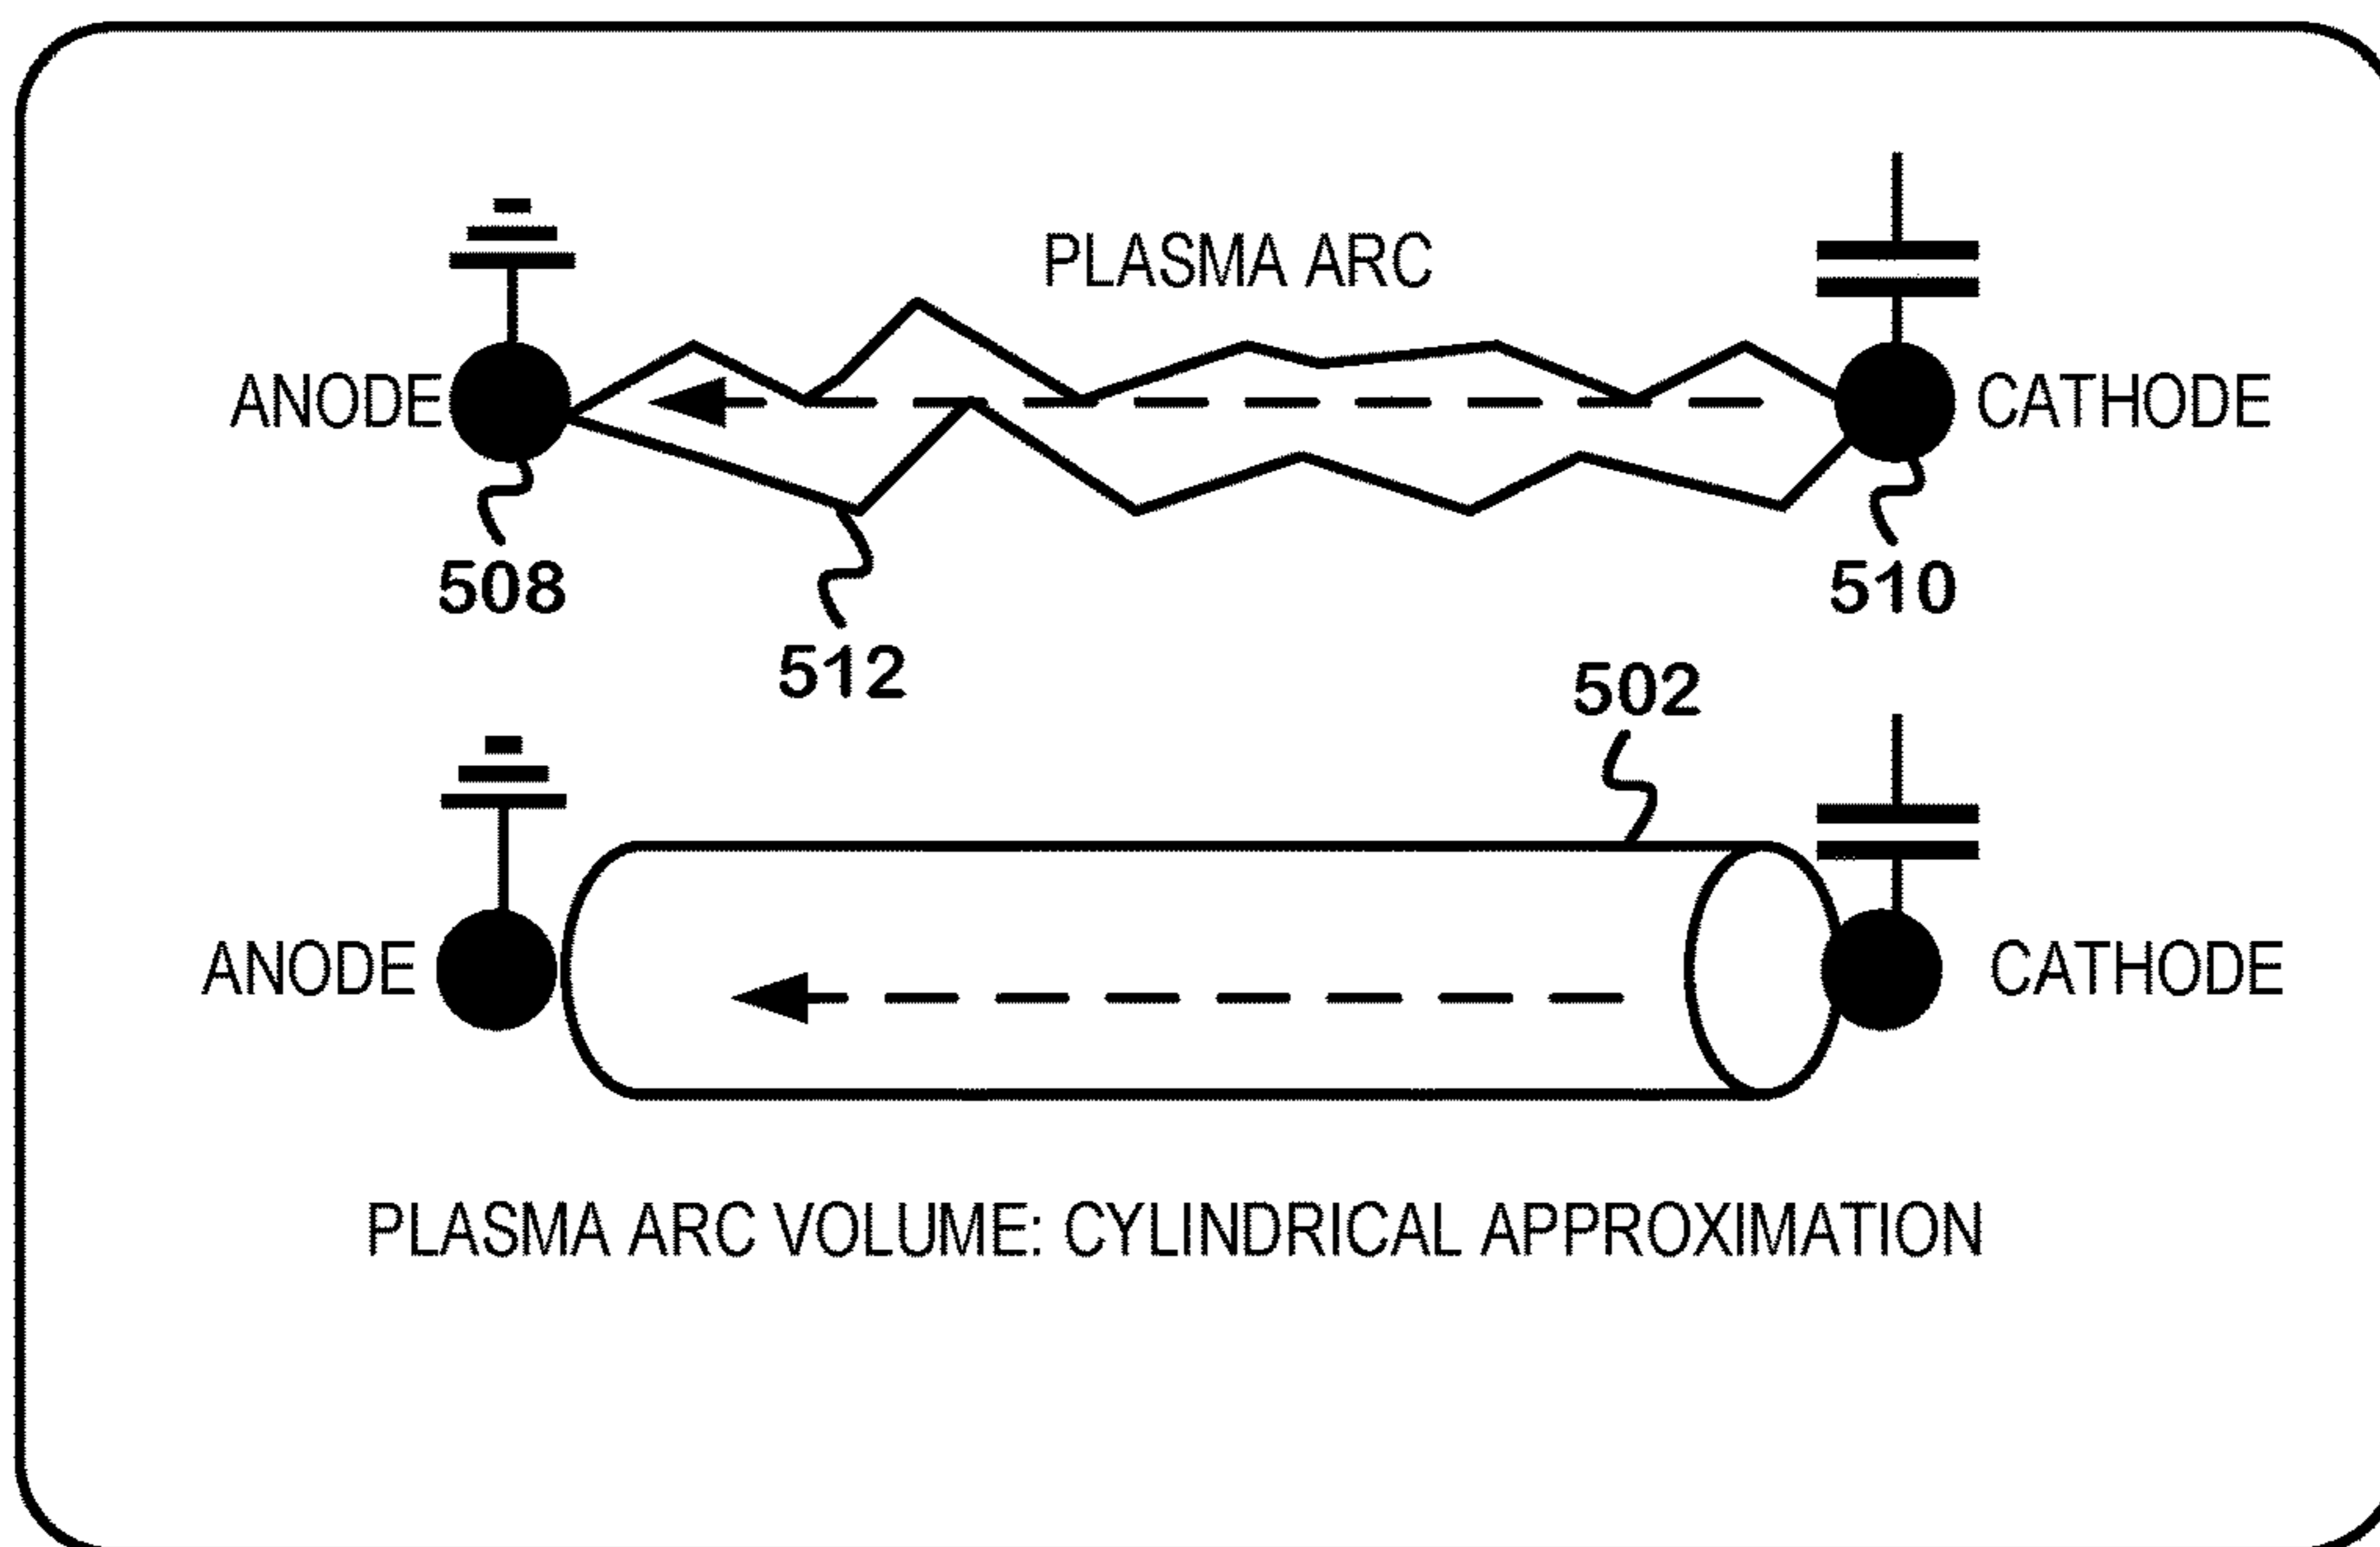 PLASMA ARC
ANODE
CATHODE
508
510
512
502
ANODE
CATHODE
PLASMA ARC VOLUME: CYLINDRICAL APPROXIMATION